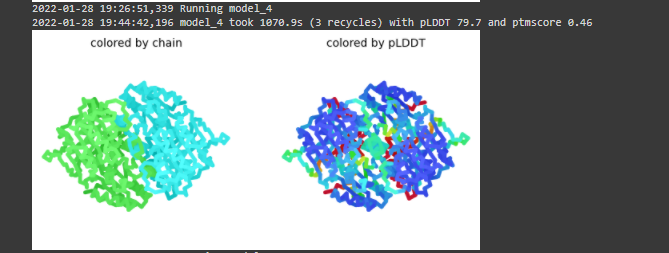 2022-01-28 19:26:51,339 Running model_4
2022-01-28 19:44:42,196 model_4 took 1070.9s (3 recycles) with pLDDT 79.7 and ptmscore 0.46
colored by chain
colored by pLDDT